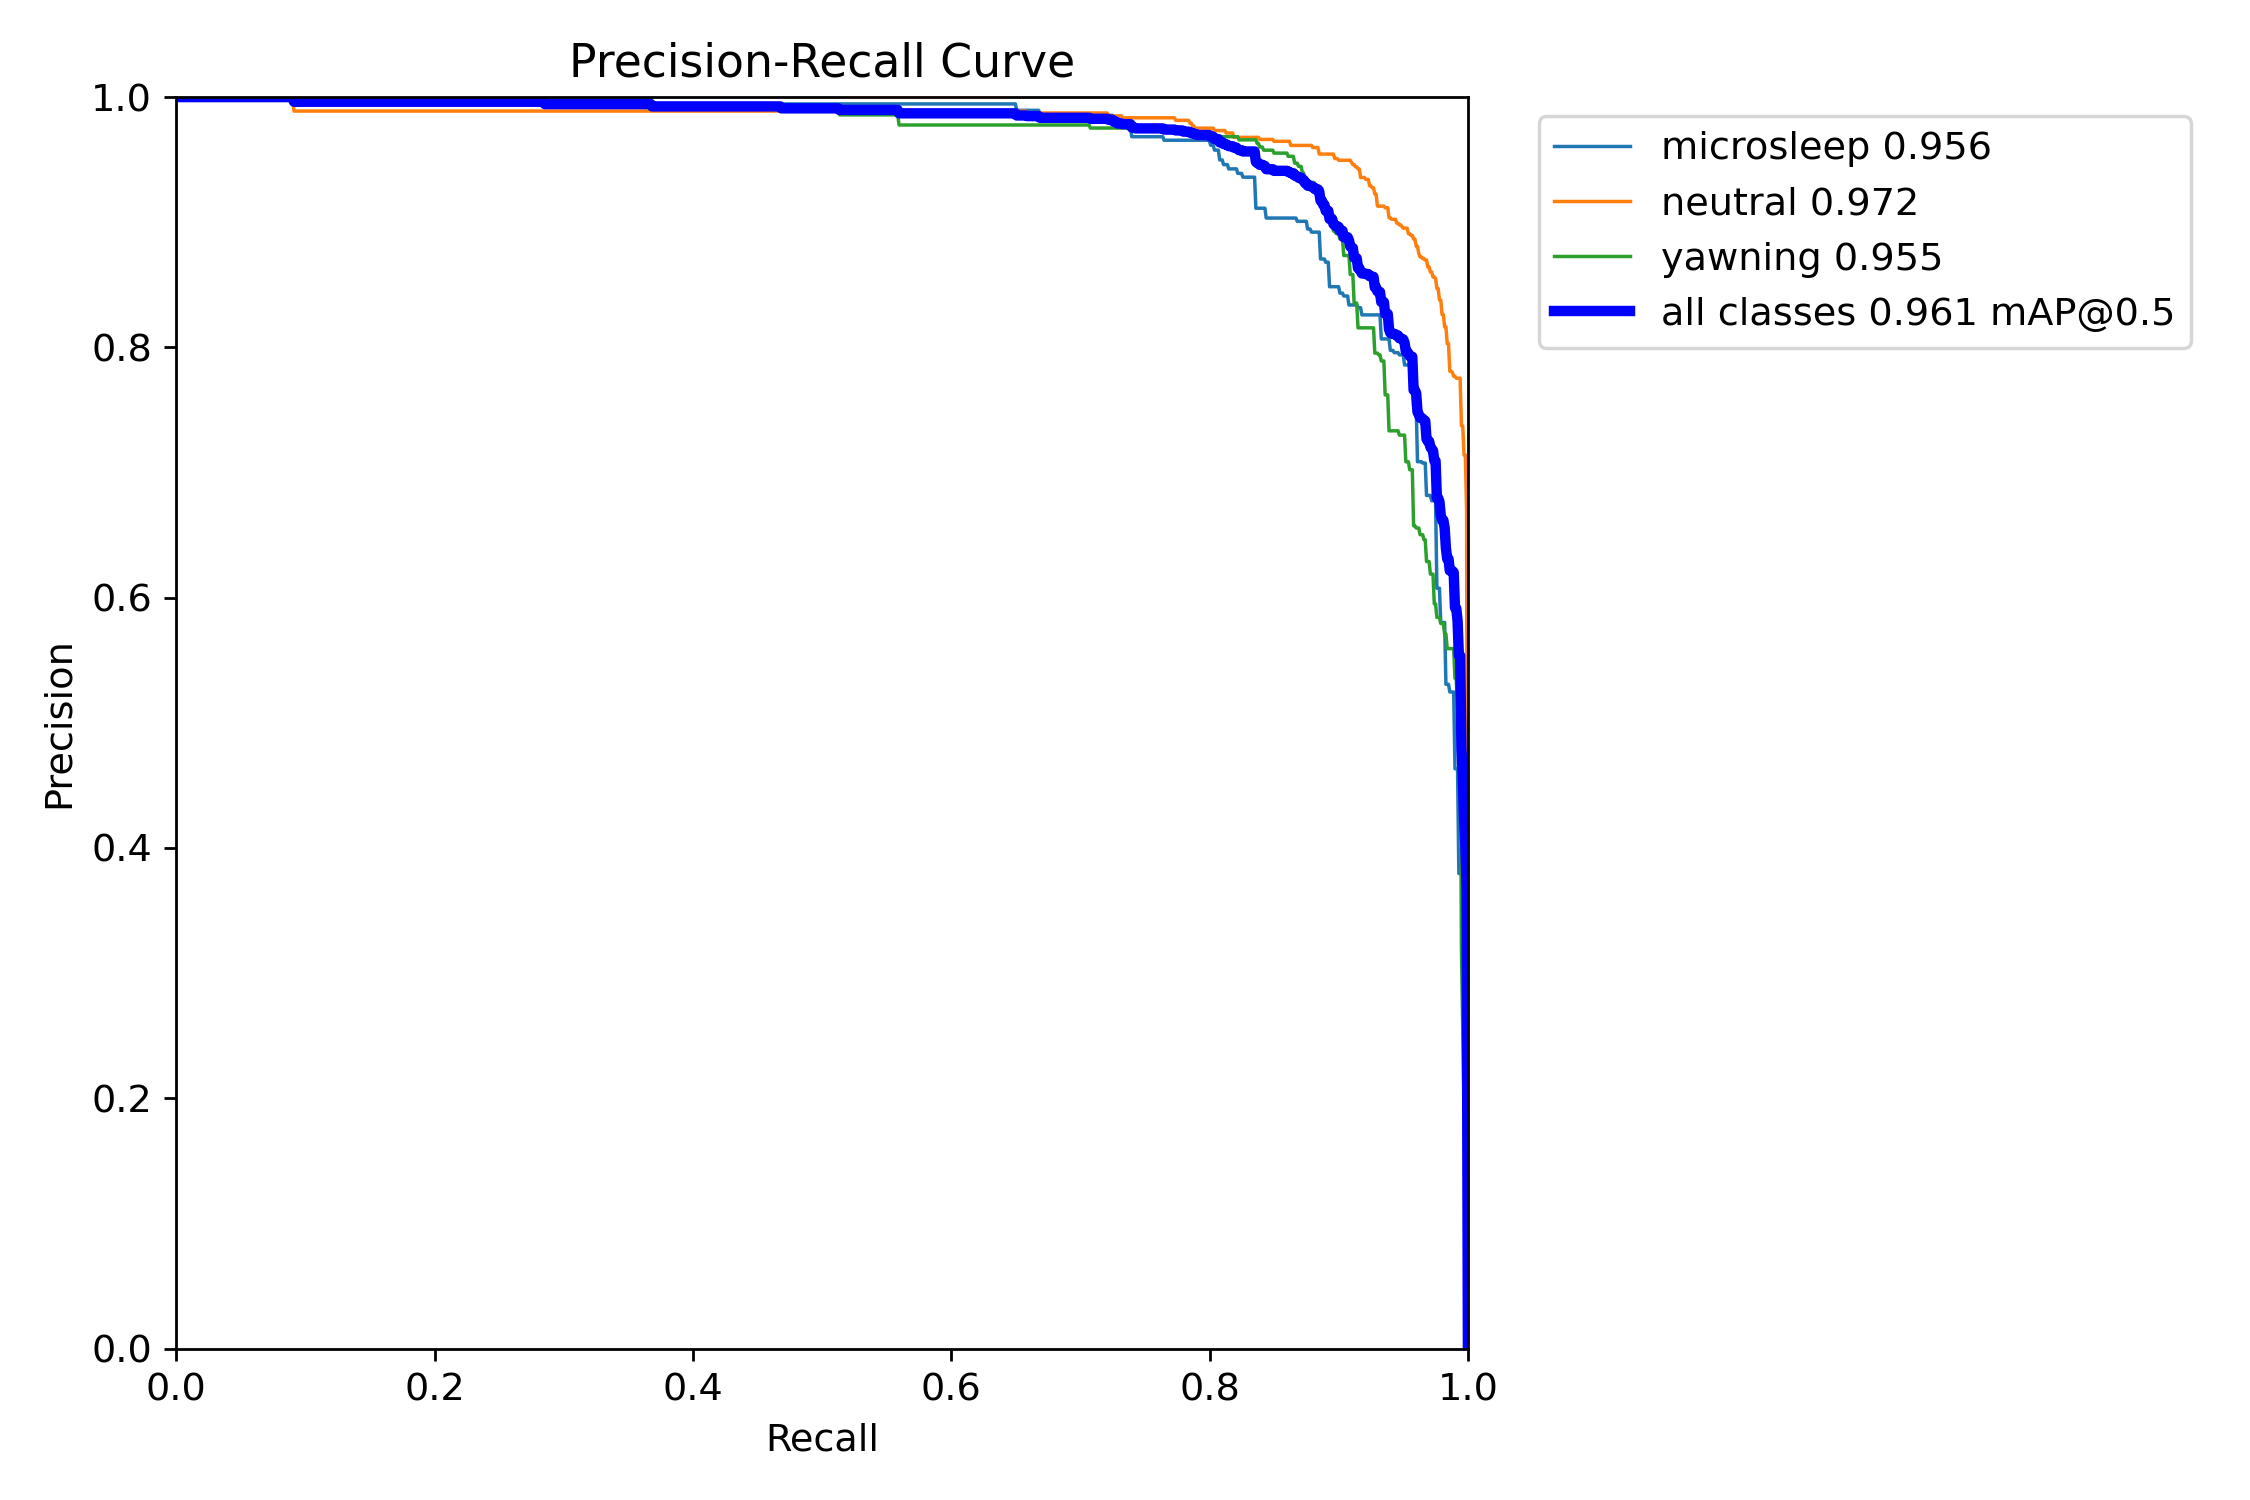 Precision-Recall Curve
1.0
0.8
0.6
0.4
0.2
0.0
Precision
0.0 0.2 0.4 0.6 0.8 1.0
Recall
microsleep 0.956
neutral 0.972
yawning 0.955
all classes 0.961 mAP@0.5